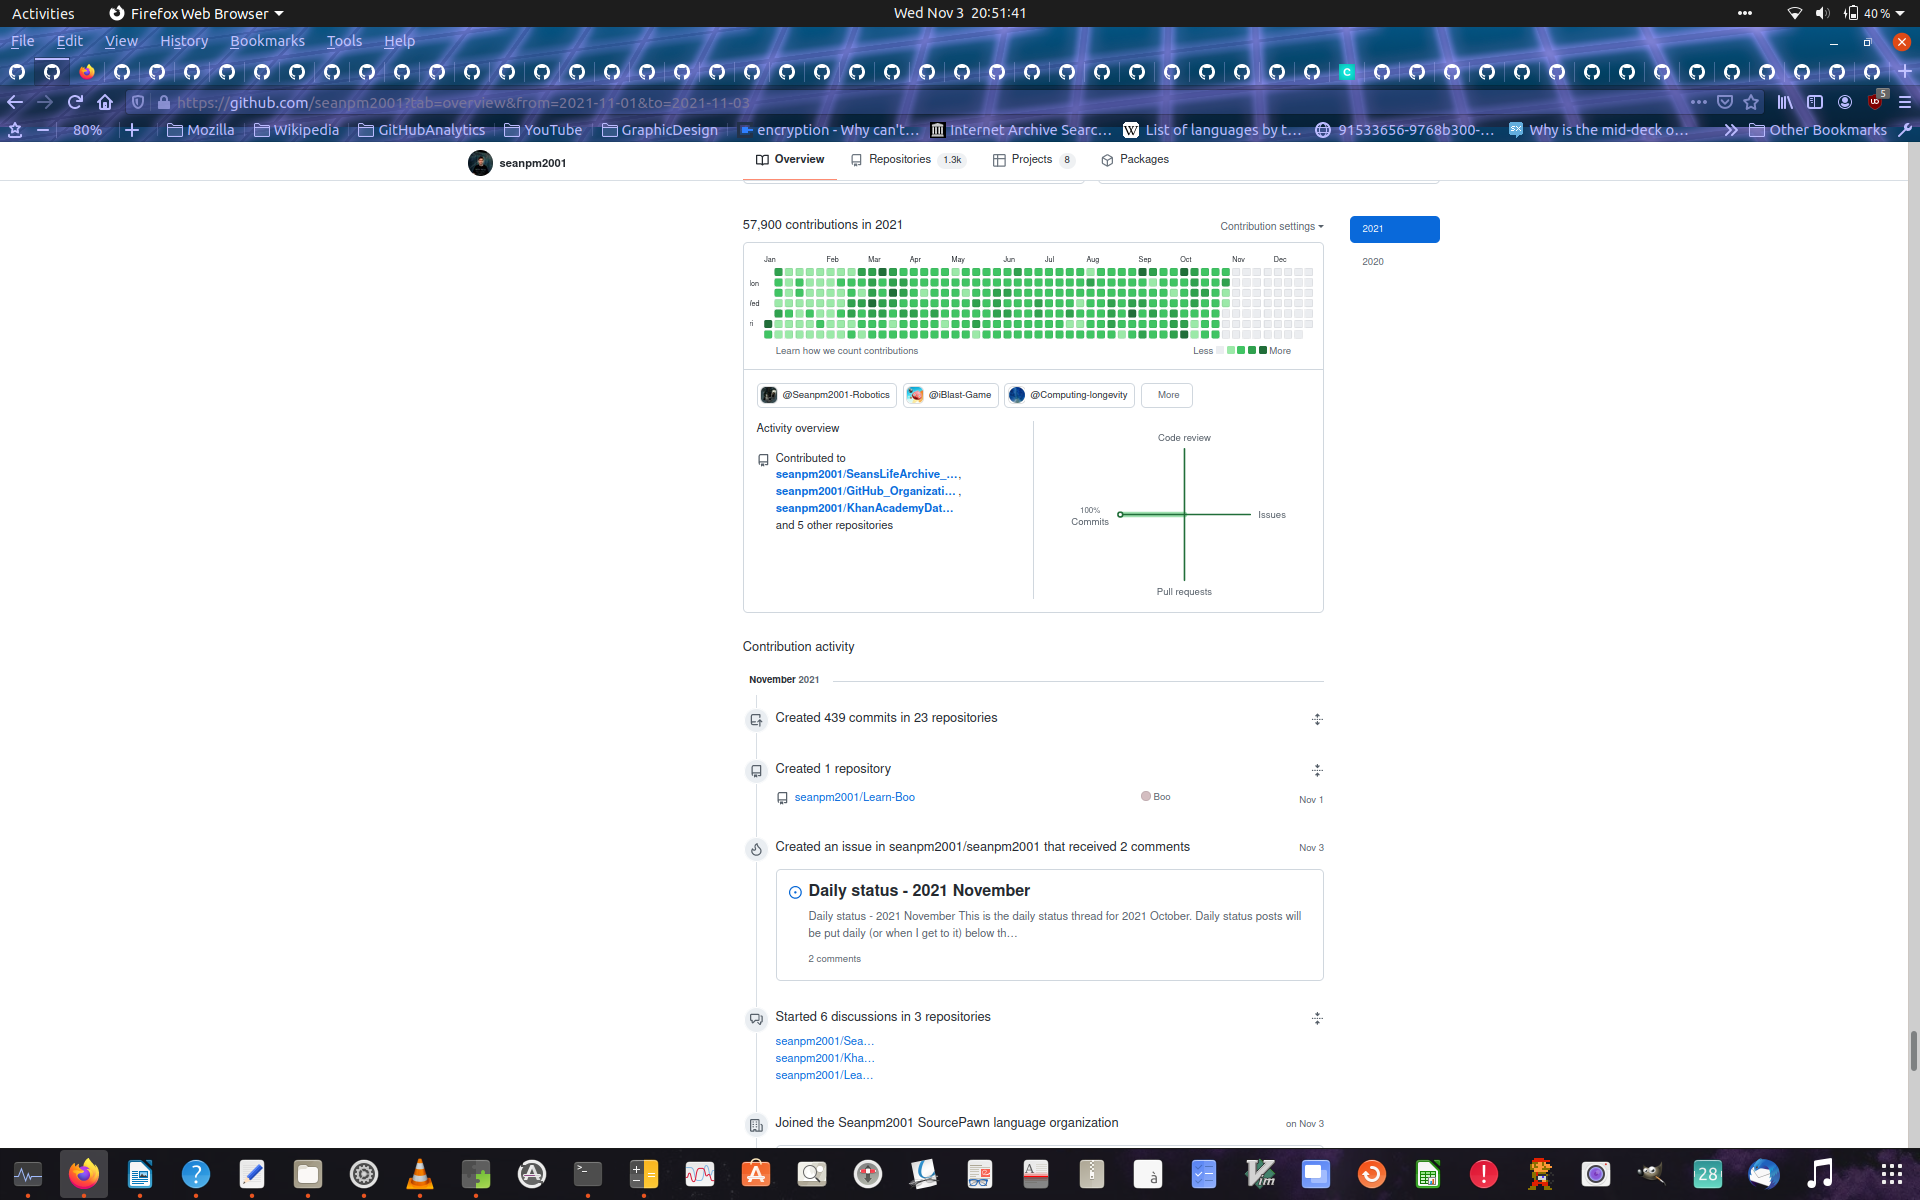 Activities
Firefox Web Browser
Wed Nov 3 20:51:41
40 %
File Edit View History Bookmarks Tools Help
https://github.com/seanpm2001?tab=overview&from=2021-11-01&to=2021-11-03
5
80%
Mozilla
Wikipedia
GitHubAnalytics
YouTube
GraphicDesign
encryption - Why can't…
Internet Archive Searc…
List of languages by t…
91533656-9768b300-…
Why is the mid-deck o…
Other Bookmarks
seanpm2001
Overview
Repositories 1.3k
Projects 8
Packages
57,900 contributions in 2021
Contribution settings
2021
2020
Jan Feb Mar Apr May Jun Jul Aug Sep Oct Nov Dec
Learn how we count contributions
Less
More
@Seanpm2001-Robotics
@iBlast-Game
@Computing-longevity
More
Activity overview
Contributed to
seanpm2001/SeansLifeArchive_…,
seanpm2001/GitHub_Organizati…,
seanpm2001/KhanAcademyDat…
and 5 other repositories
Code review
100%
Commits
Issues
Pull requests
Contribution activity
November 2021
Created 439 commits in 23 repositories
Created 1 repository
seanpm2001/Learn-Boo
Boo
Nov 1
Created an issue in seanpm2001/seanpm2001 that received 2 comments
Nov 3
Daily status - 2021 November
Daily status - 2021 November This is the daily status thread for 2021 October. Daily status posts will
be put daily (or when I get to it) below th…
2 comments
Started 6 discussions in 3 repositories
seanpm2001/Sea…
seanpm2001/Kha…
seanpm2001/Lea…
Joined the Seanpm2001 SourcePawn language organization
on Nov 3
28